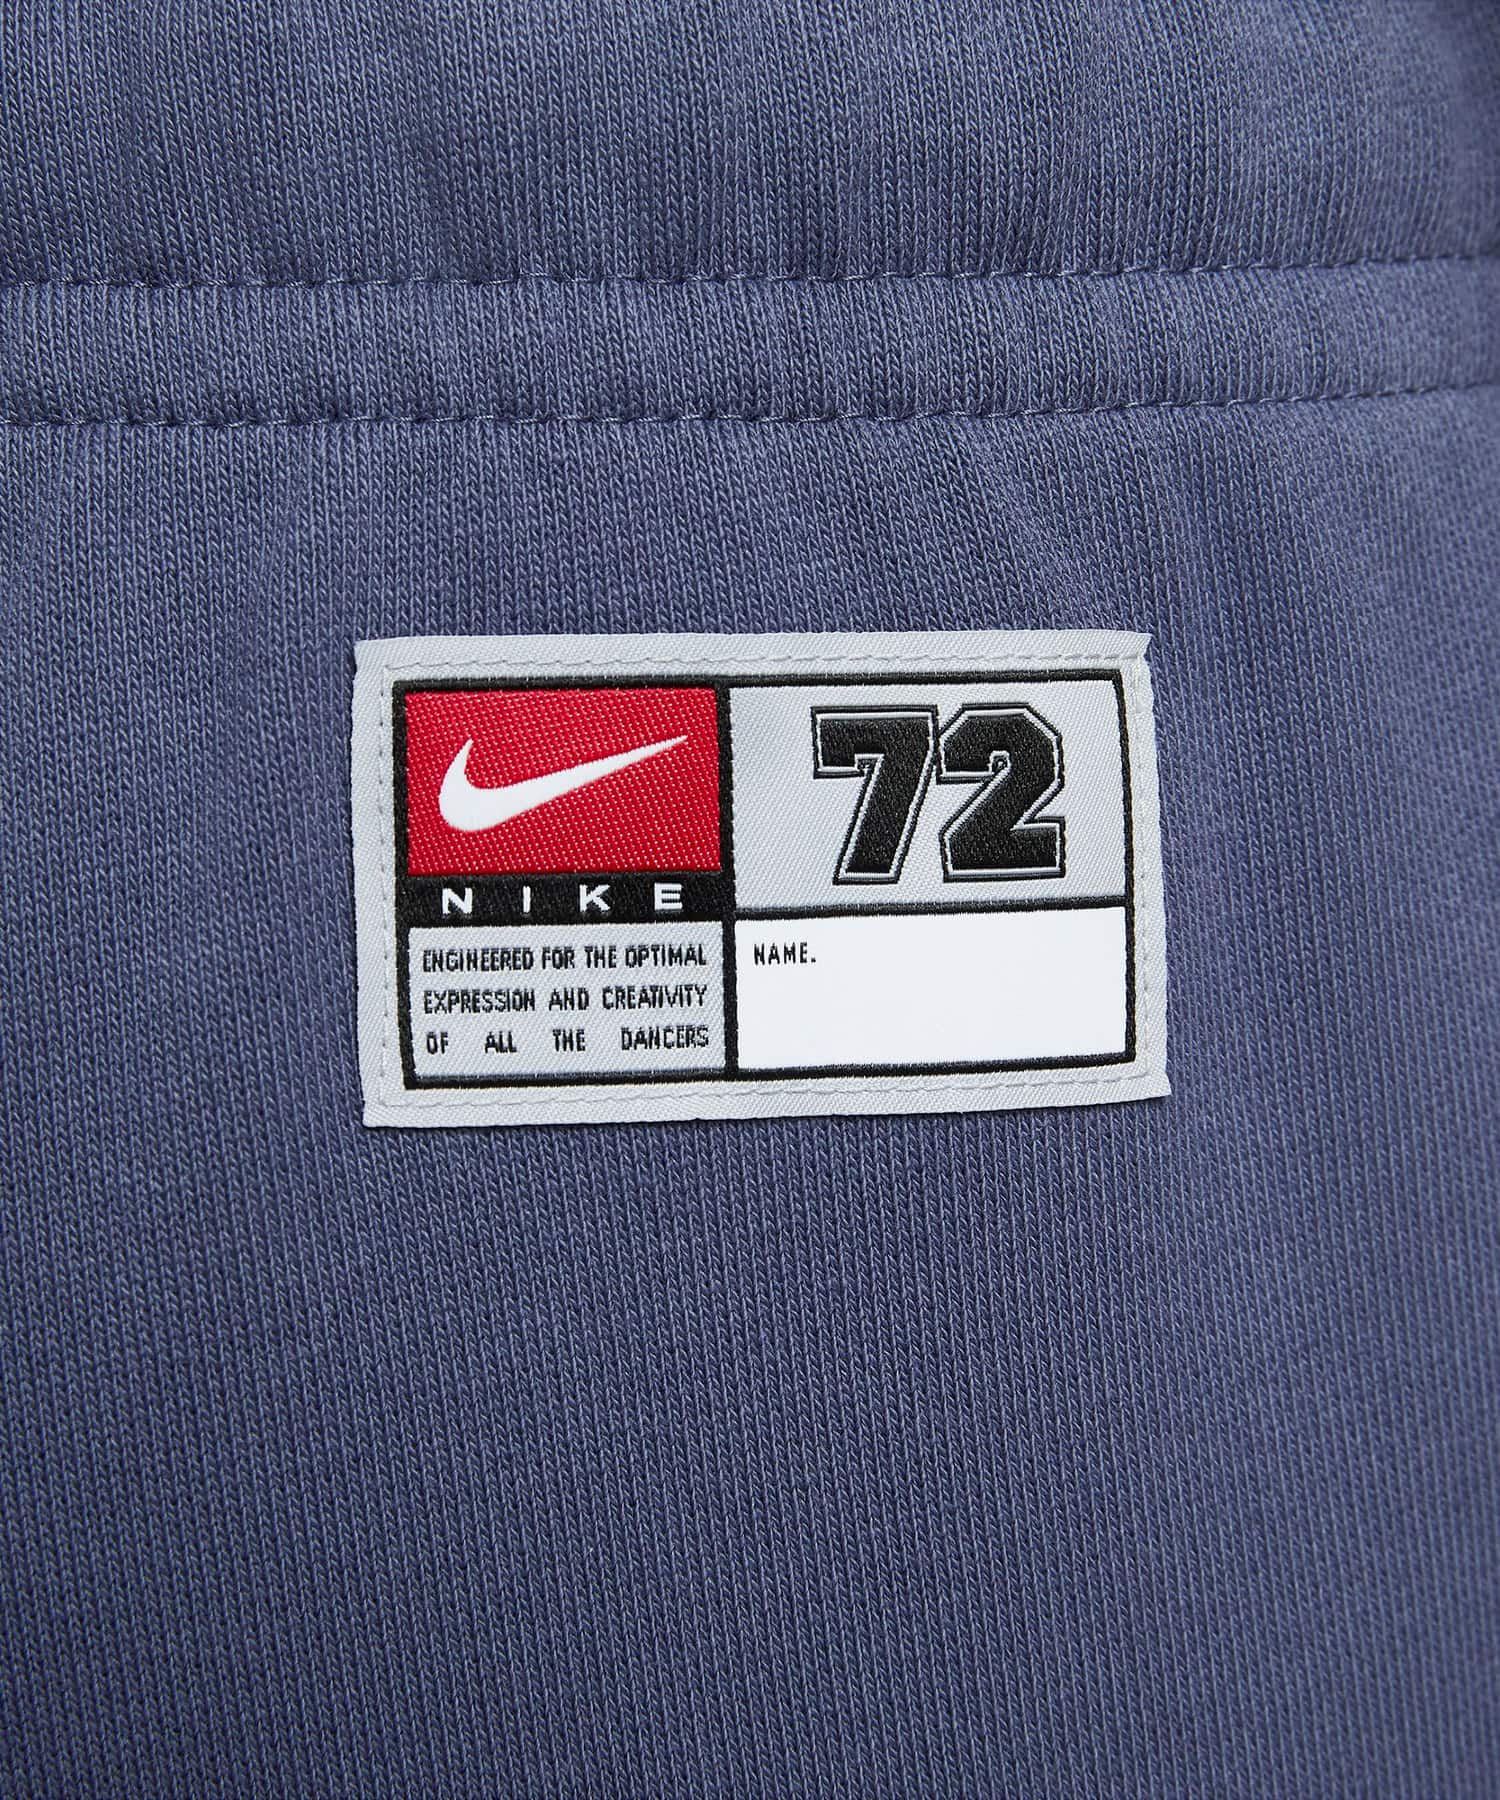 NIKE
72
ENGINEERED FOR THE OPTIMAL
EXPRESSION AND CREATIVITY
OF ALL THE DANCERS
NAME.